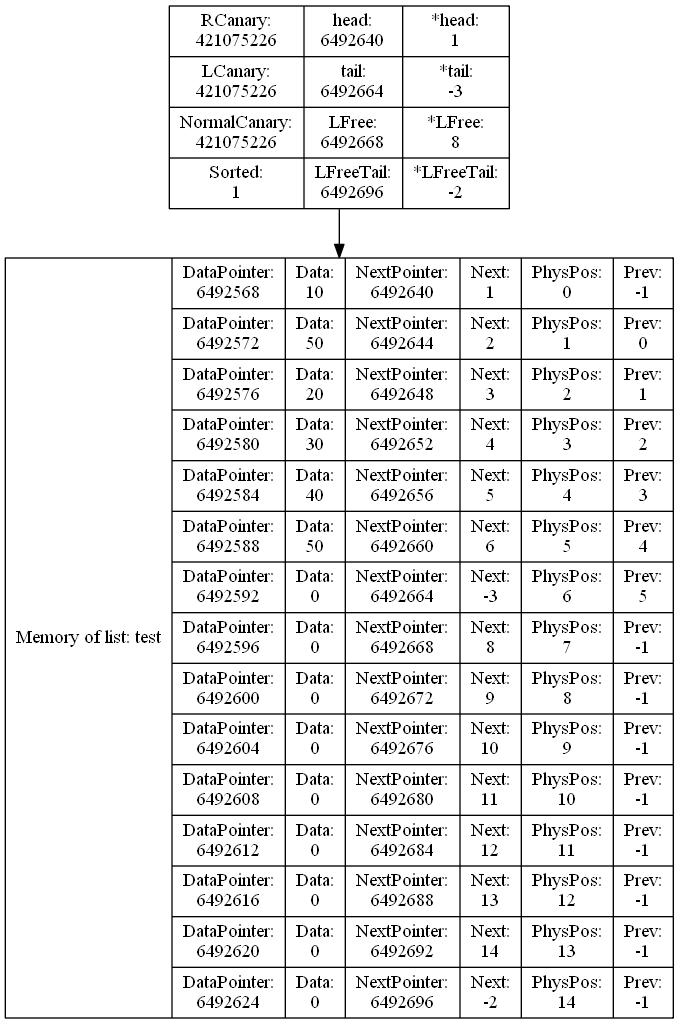 RCanary: head: *head:
421075226 6492640 1
LCanary: tail: *tail:
421075226 6492664 -3
NormalCanary: LFree: *LFree:
421075226 6492668 8
Sorted: LFreeTail: *LFreeTail:
1 6492696 -2
DataPointer: Data: NextPointer: Next: PhysPos: Prev:
6492568 10 6492640 1 0 -1
DataPointer: Data: NextPointer: Next: PhysPos: Prev:
6492572 50 6492644 2 1 0
DataPointer: Data: NextPointer: Next: PhysPos: Prev:
6492576 20 6492648 3 2 1
DataPointer: Data: NextPointer: Next: PhysPos: Prev:
6492580 30 6492652 4 3 2
DataPointer: Data: NextPointer: Next: PhysPos: Prev:
6492584 40 6492656 5 4 3
DataPointer: Data: NextPointer: Next: PhysPos: Prev:
6492588 50 6492660 6 5 4
DataPointer: Data: NextPointer: Next: PhysPos: Prev:
6492592 0 6492664 -3 6 5
DataPointer: Data: NextPointer: Next: PhysPos: Prev:
Memory of list: test
6492596 0 6492668 8 7 -1
DataPointer: Data: NextPointer: Next: PhysPos: Prev:
6492600 0 6492672 9 8 -1
DataPointer: Data: NextPointer: Next: PhysPos: Prev:
6492604 0 6492676 10 9 -1
DataPointer: Data: NextPointer: Next: PhysPos: Prev:
6492608 0 6492680 11 10 -1
DataPointer: Data: NextPointer: Next: PhysPos: Prev:
6492612 0 6492684 12 11 -1
DataPointer: Data: NextPointer: Next: PhysPos: Prev:
6492616 0 6492688 13 12 -1
DataPointer: Data: NextPointer: Next: PhysPos: Prev:
6492620 0 6492692 14 13 -1
DataPointer: Data: NextPointer: Next: PhysPos: Prev:
6492624 0 6492696 -2 14 -1